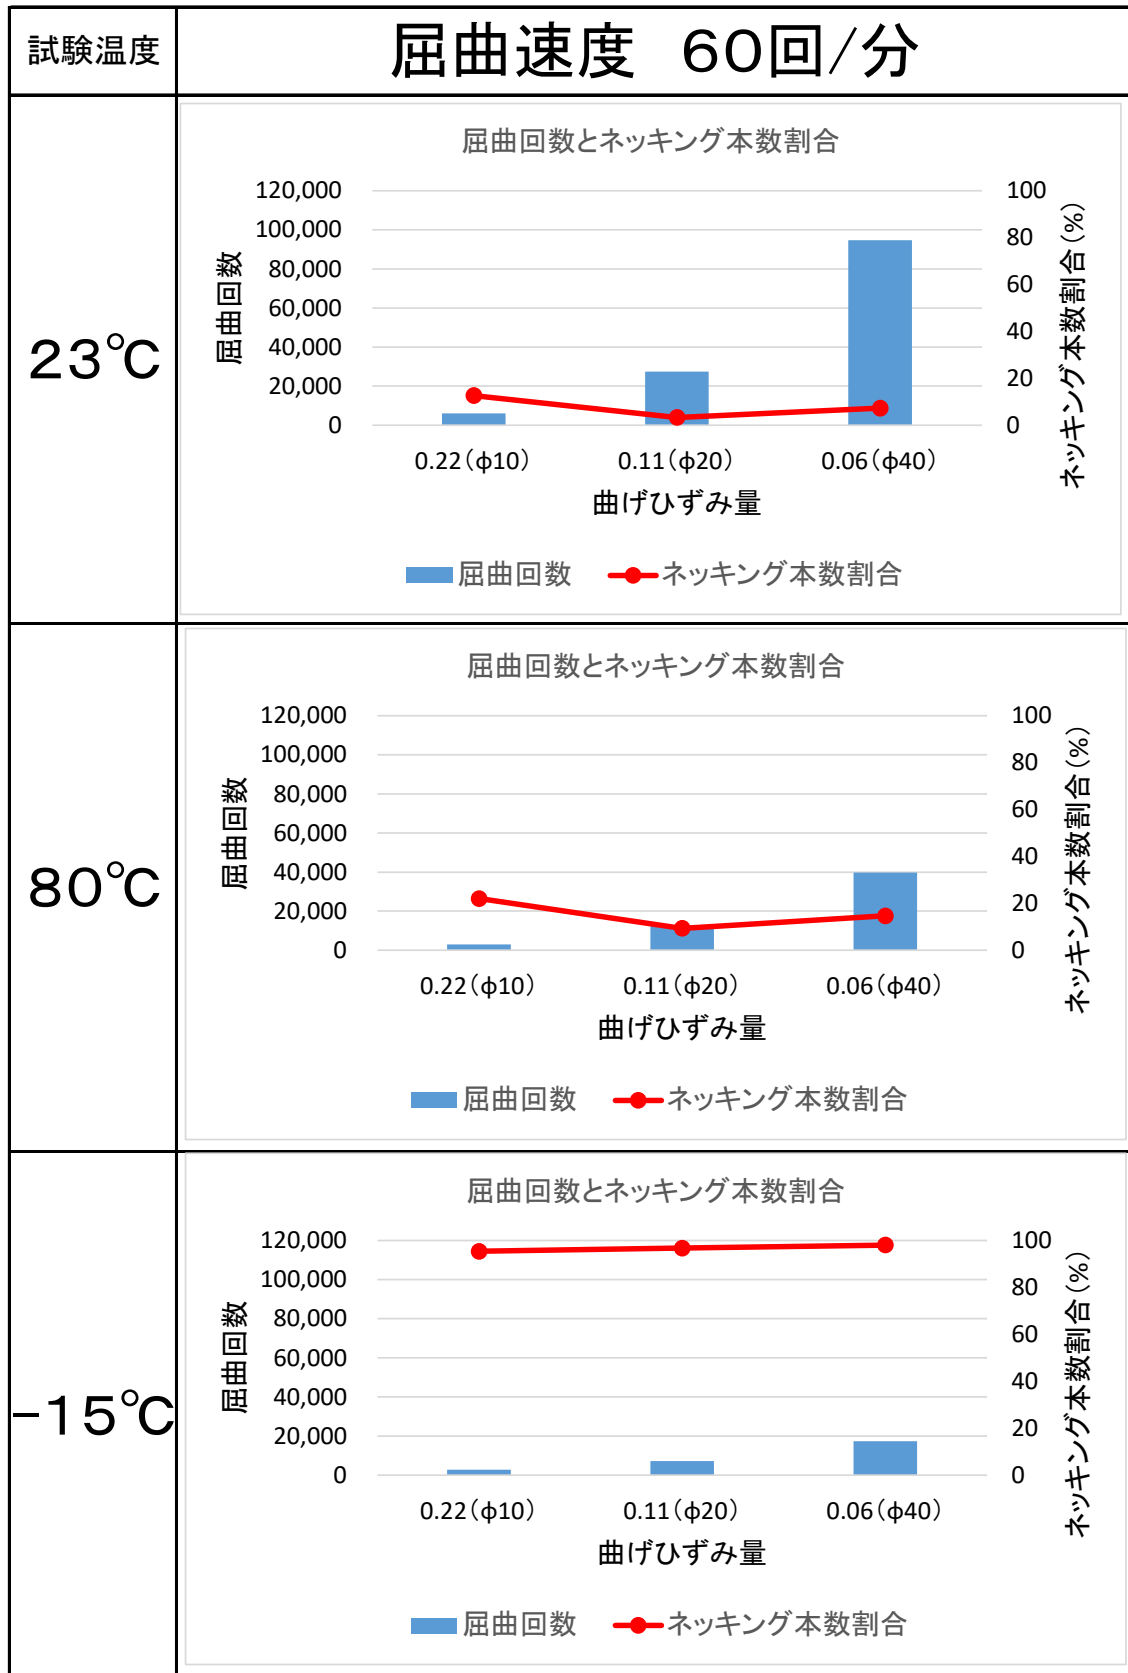 試験温度
屈曲速度　６０回/分
２３℃
屈曲回数とネッキング本数割合
120,000
100,000
80,000
60,000
40,000
20,000
0
屈曲回数
100
80
60
40
20
0
ネッキング本数割合（%）
0.22（φ10）
0.11（φ20）
0.06（φ40）
曲げひずみ量
屈曲回数
ネッキング本数割合
８０℃
屈曲回数とネッキング本数割合
120,000
100,000
80,000
60,000
40,000
20,000
0
屈曲回数
100
80
60
40
20
0
ネッキング本数割合（%）
0.22（φ10）
0.11（φ20）
0.06（φ40）
曲げひずみ量
屈曲回数
ネッキング本数割合
−１５℃
屈曲回数とネッキング本数割合
120,000
100,000
80,000
60,000
40,000
20,000
0
屈曲回数
100
80
60
40
20
0
ネッキング本数割合（%）
0.22（φ10）
0.11（φ20）
0.06（φ40）
曲げひずみ量
屈曲回数
ネッキング本数割合